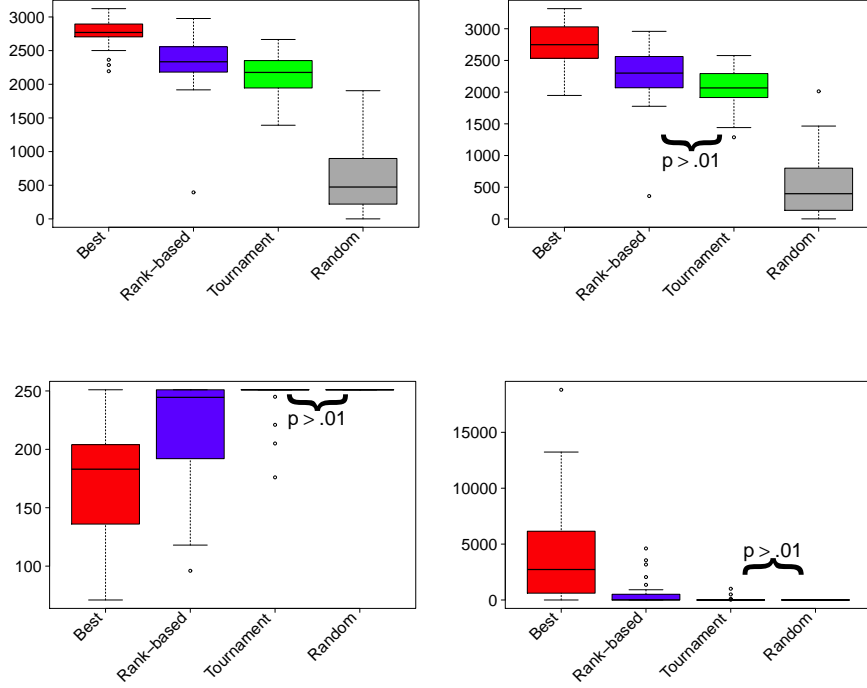 3000
2500
2000
1500
1000
500
0
Best
Rank−based
Tournament
Random
3000
2500
2000
1500
1000
500
0
p > .01
Best
Rank−based
Tournament
Random
250
200
150
100
p > .01
Best
Rank−based
Tournament
Random
15000
10000
5000
0
p > .01
Best
Rank−based
Tournament
Random